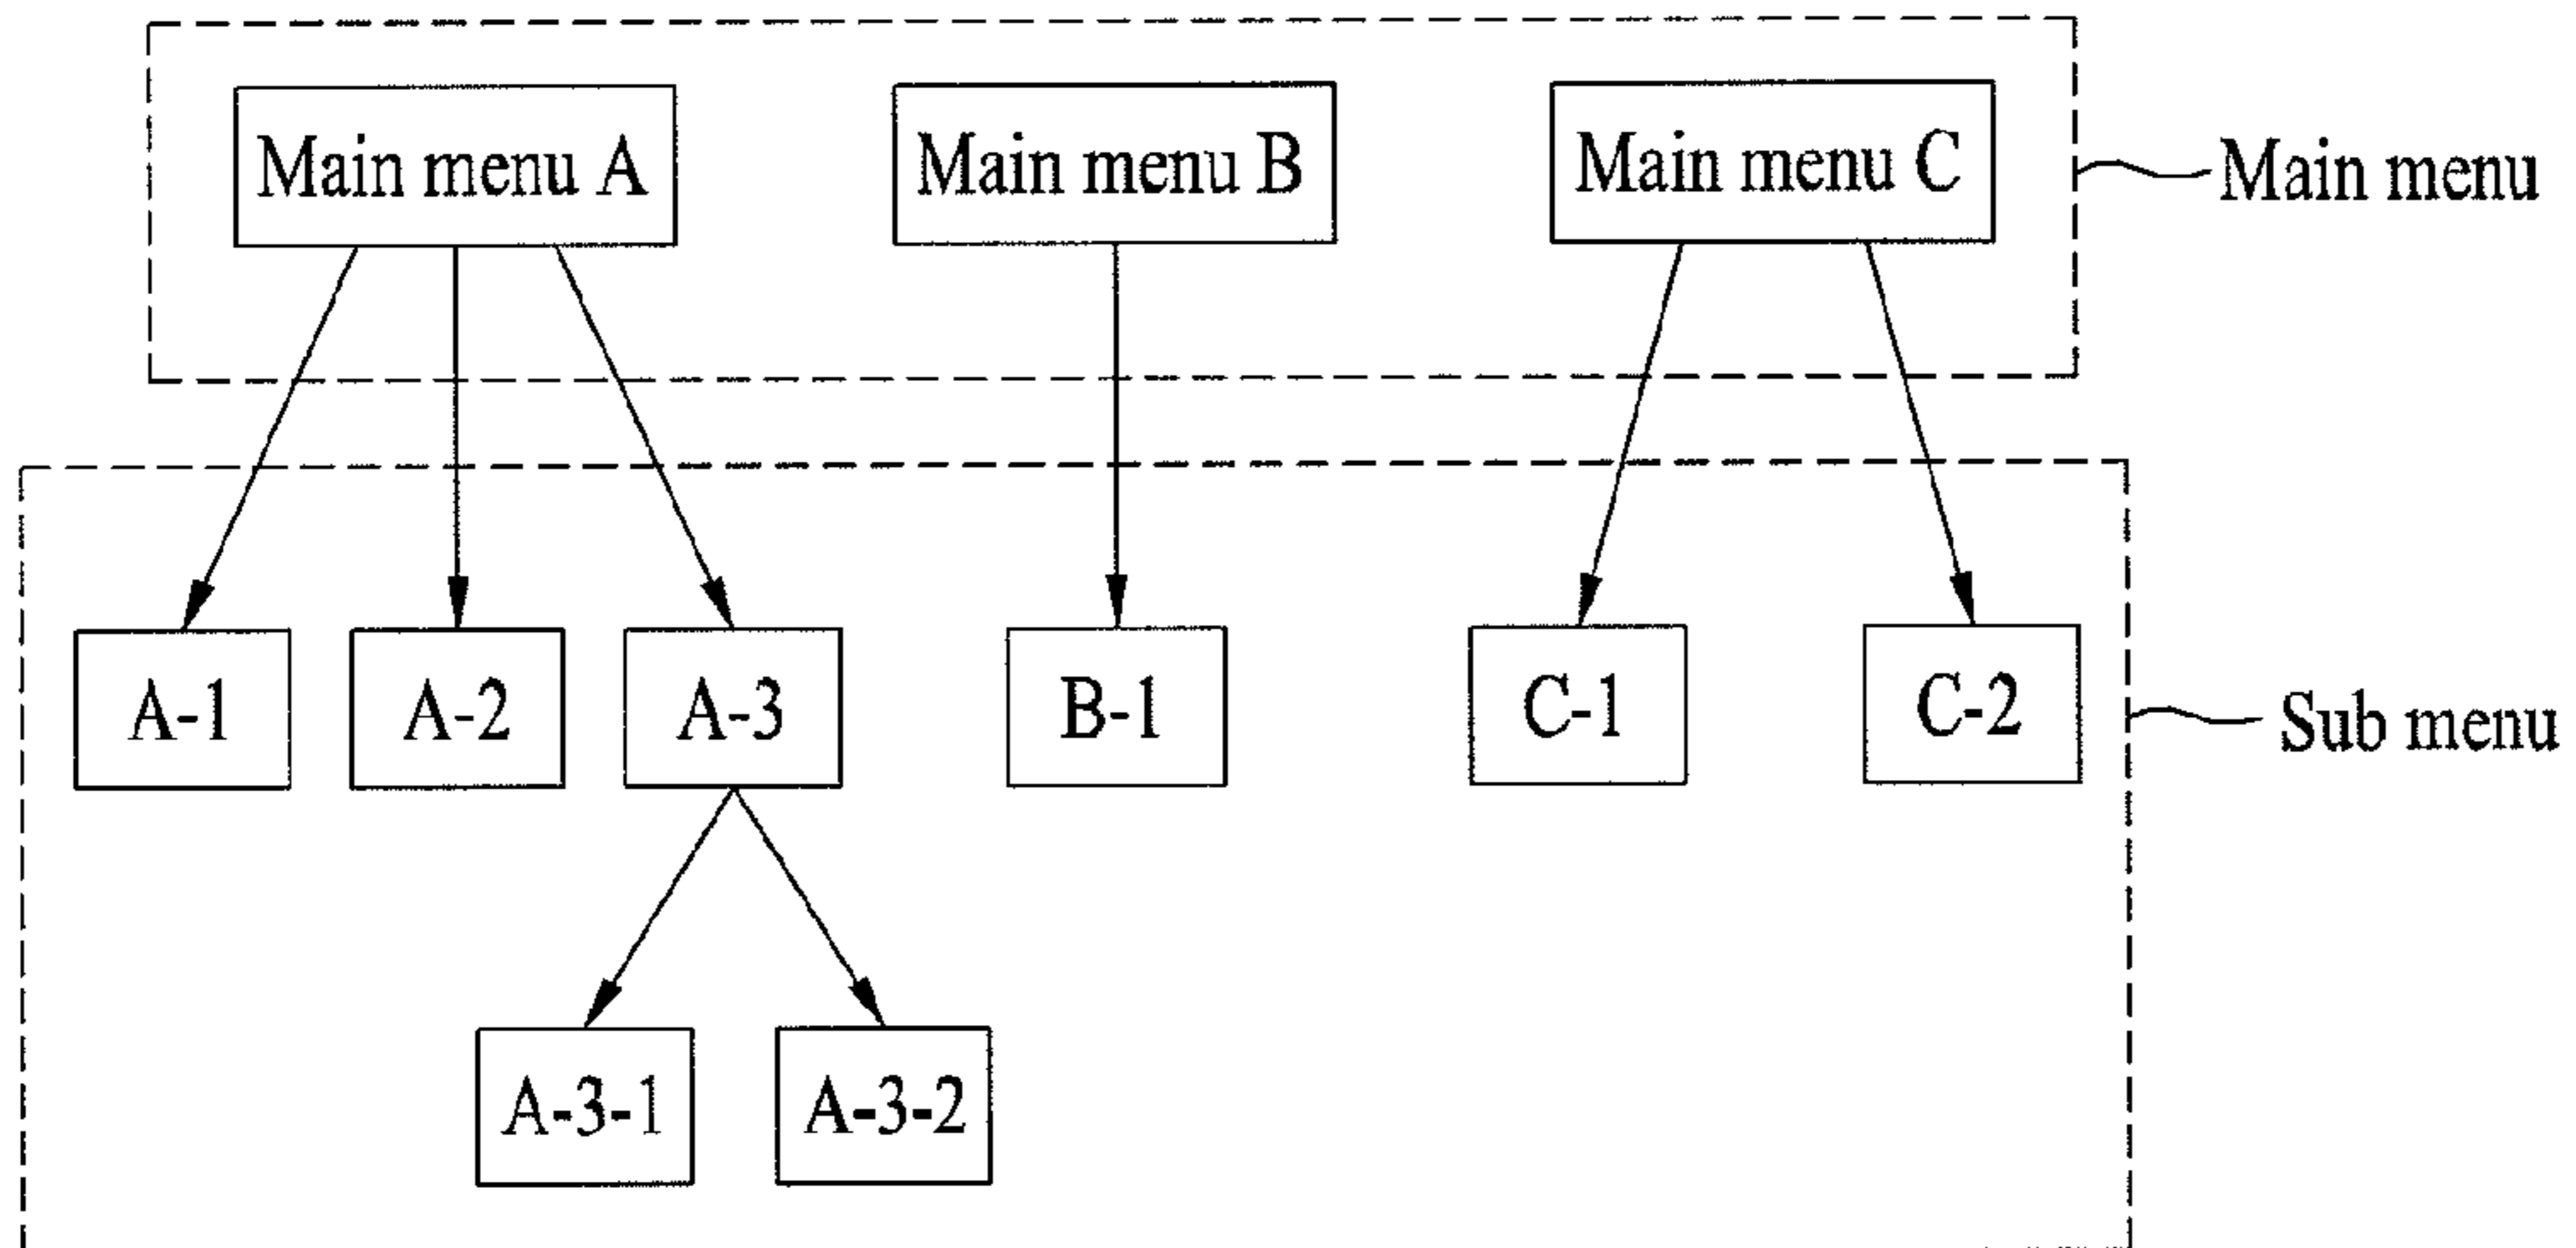 Main menu A
Main menu B
Main menu C
Main menu
A-1
A-2
A-3
B-1
C-1
C-2
Sub menu
A-3-1
A-3-2